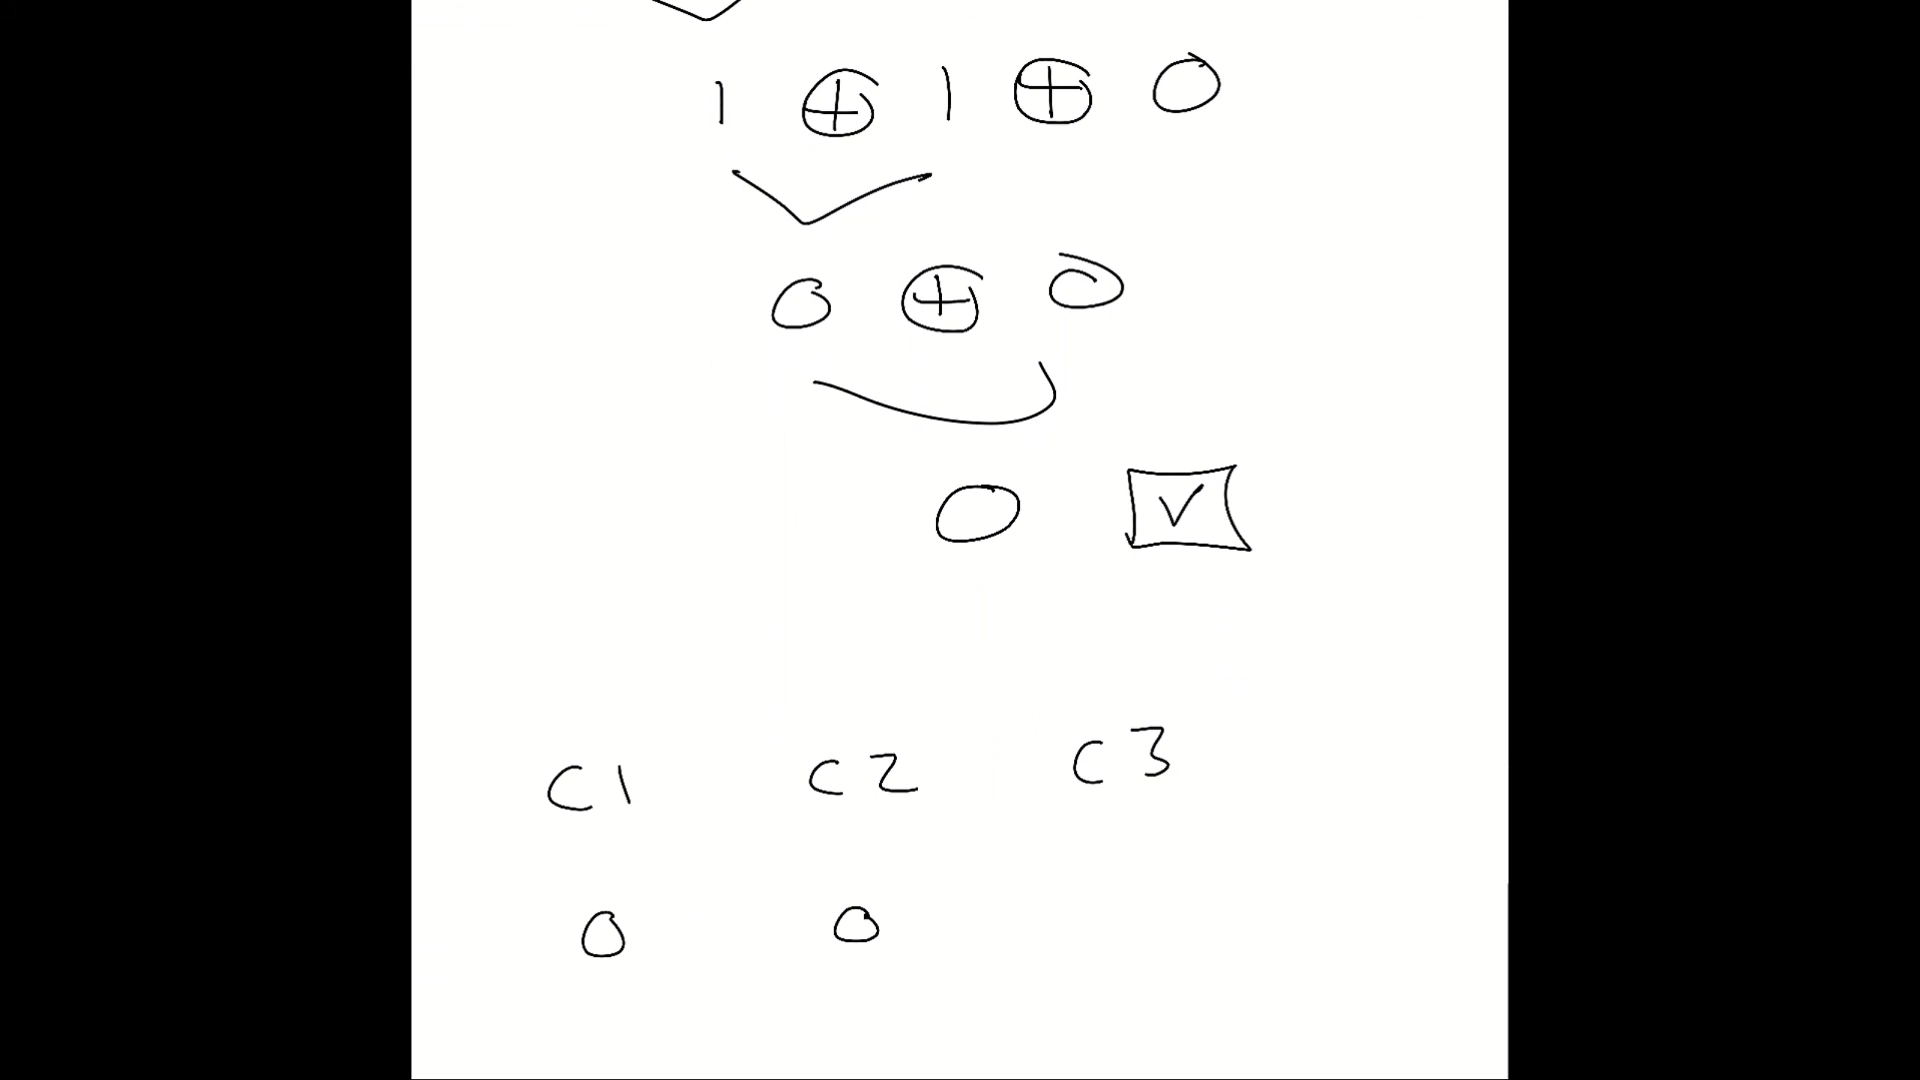 1 ⊕ 1 ⊕ 0
0 ⊕ 0
0 ✓
C1 C2 C3
0 0